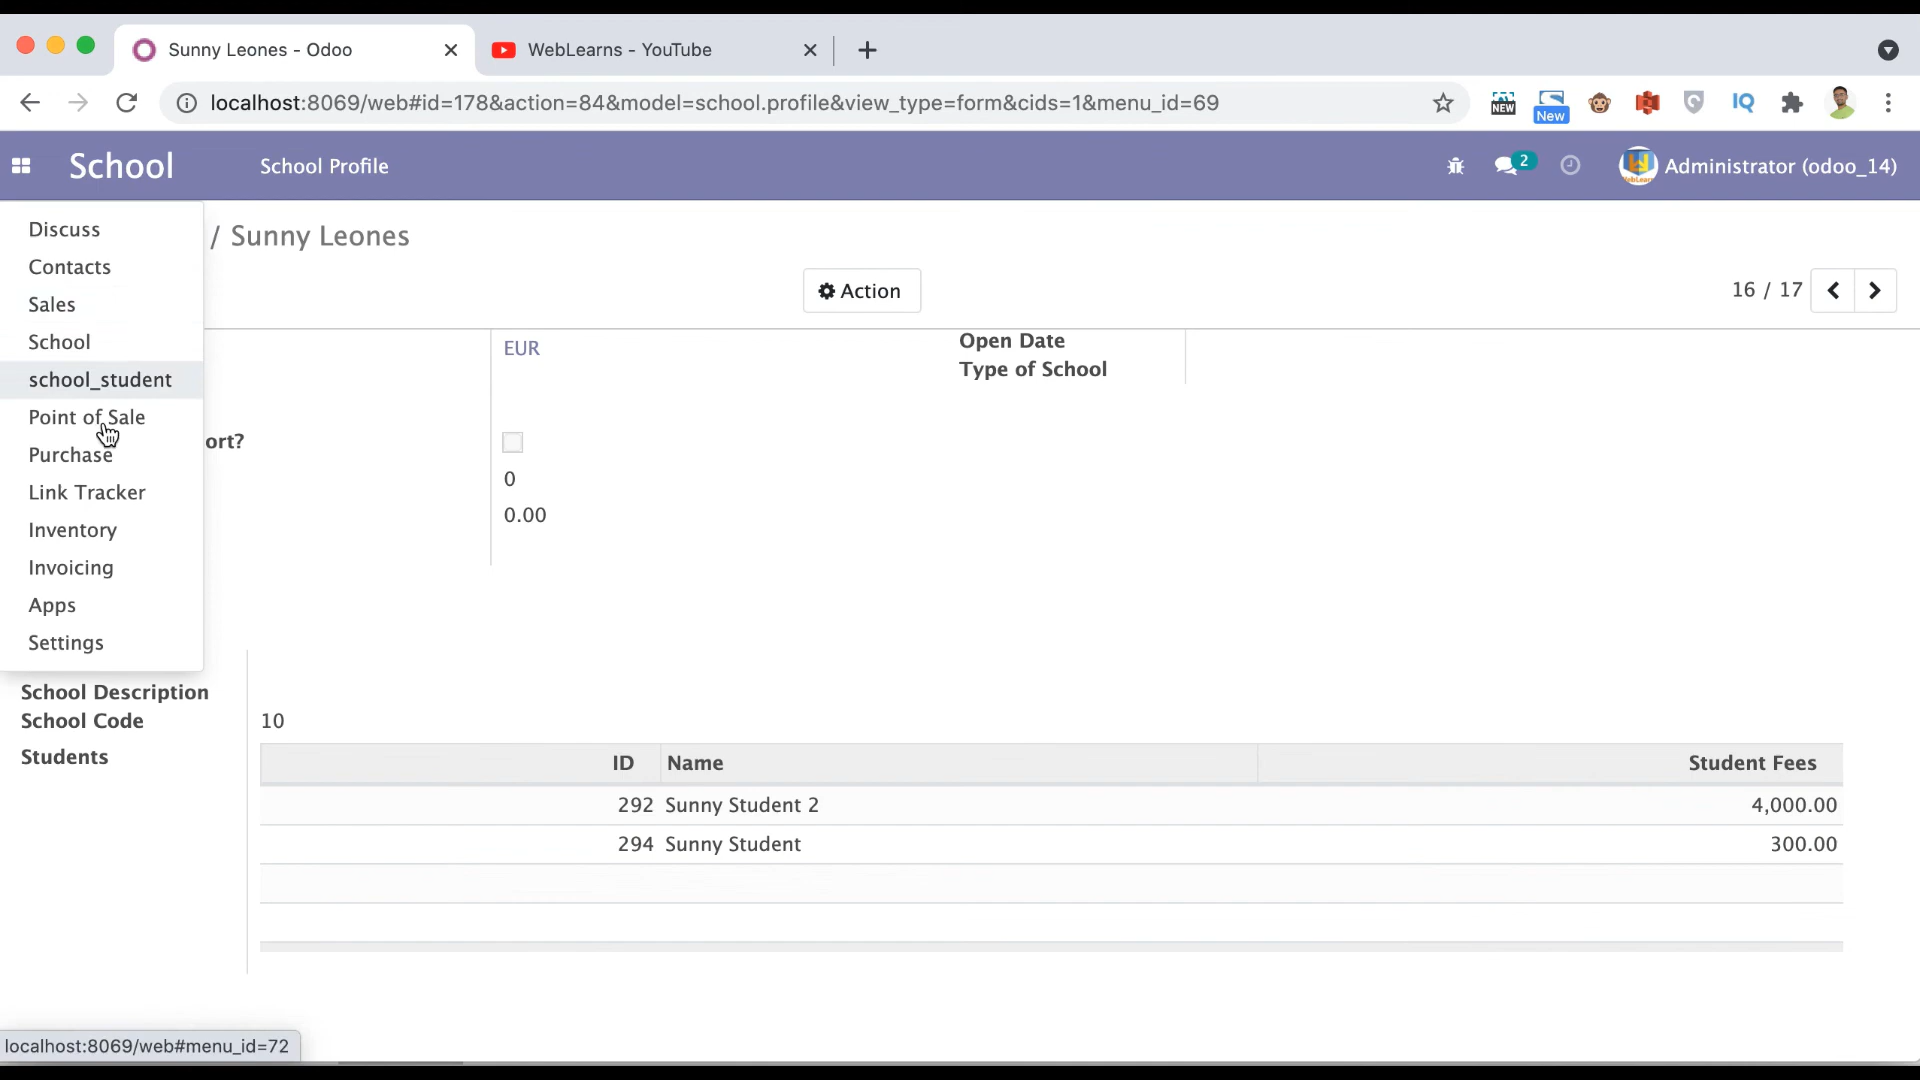 Sunny Leones - Odoo
WebLearns - YouTube
localhost:8069/web#id=178&action=84&model=school.profile&view_type=form&cids=1&menu_id=69
NEW
New
IQ
School
School Profile
2
Administrator (odoo_14)
/ Sunny Leones
Action
16 / 17
Discuss
Contacts
Sales
School
school_student
Point of Sale
Purchase
Link Tracker
Inventory
Invoicing
Apps
Settings
EUR
Open Date
Type of School
ort?
0
0.00
School Description
School Code
10
Students
ID Name Student Fees
292 Sunny Student 2 4,000.00
294 Sunny Student 300.00
localhost:8069/web#menu_id=72